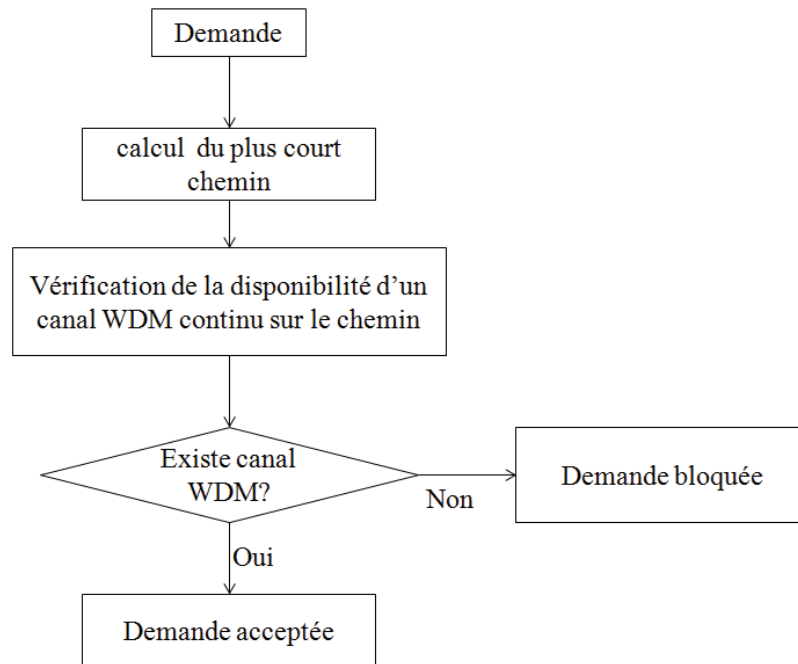 Demande
calcul du plus court
chemin
Vérification de la disponibilité d’un
canal WDM continu sur le chemin
Existe canal
WDM?
Non
Demande bloquée
Oui
Demande acceptée